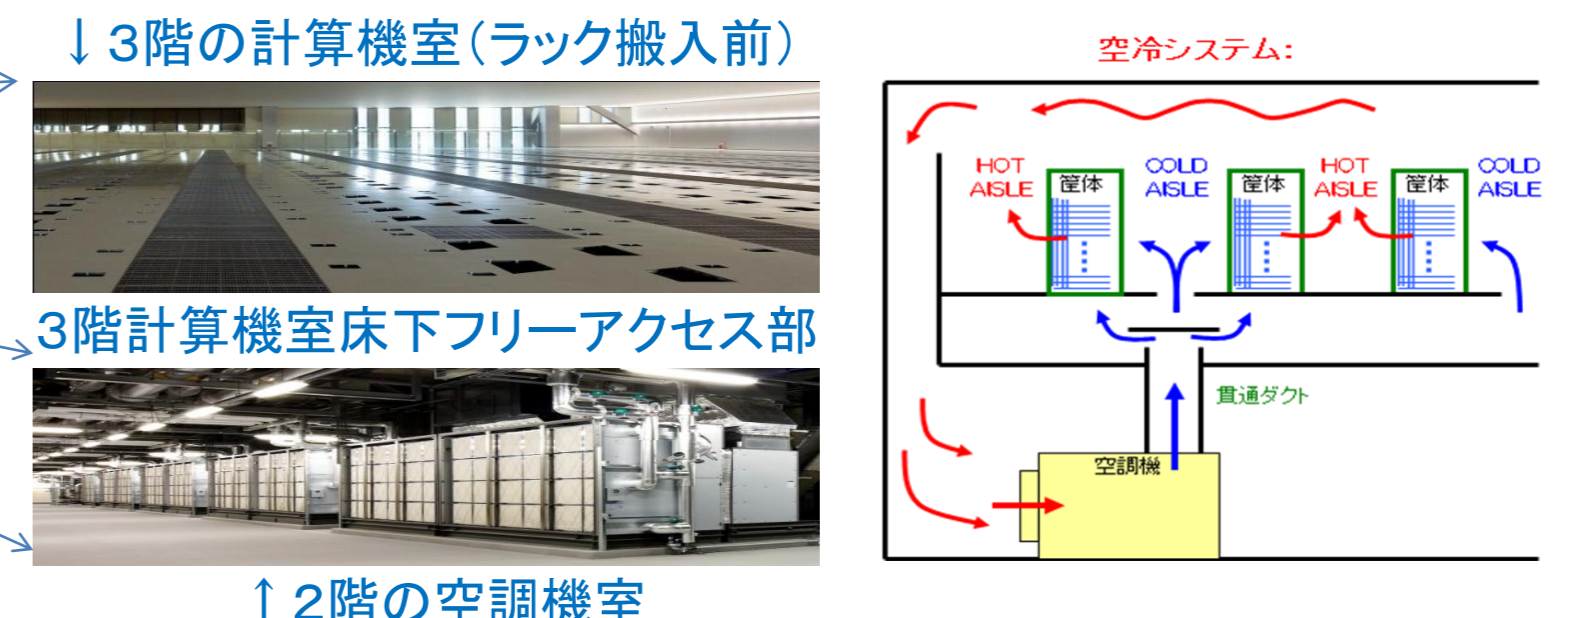 ↓3階の計算機室(ラック搬入前)
3階計算機室床下フリーアクセス部
↑2階の空調機室
空冷システム:
HOT
AISLE
筐体
COLD
AISLE
筐体
HOT
AISLE
筐体
COLD
AISLE
貫通ダクト
空調機